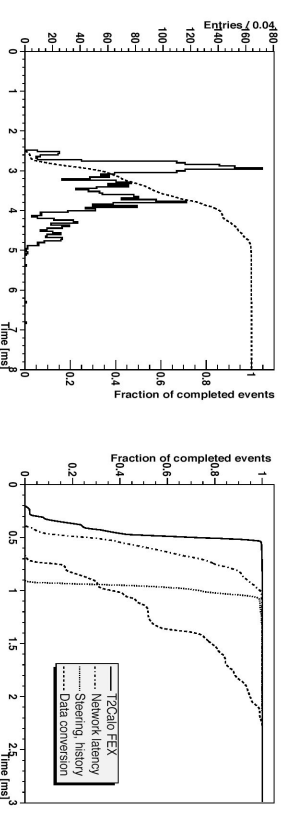 Entries / 0.04
180
160
140
120
100
80
60
40
20
0
0 1 2 3 4 5 6 7 8
Time [ms]
0.2 0.4 0.6 0.8 1
Fraction of completed events
Fraction of completed events
1
0.8
0.6
0.4
0.2
0
0 0.5 1 1.5 2 2.5 3
Time [ms]
T2Calo FEX
Network latency
Steering, history
Data conversion